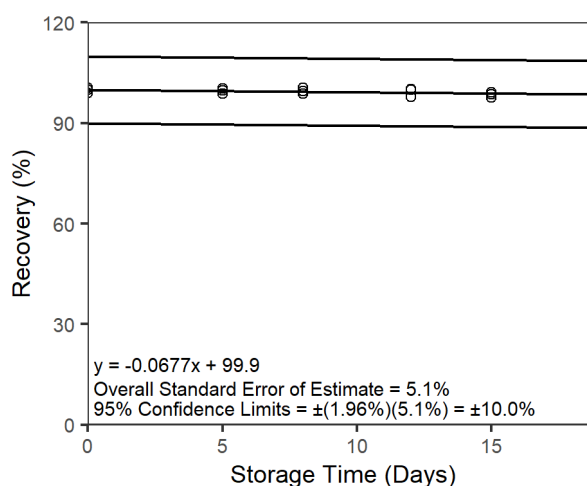 120
90
60
30
0
Recovery (%)
y = -0.0677x + 99.9
Overall Standard Error of Estimate = 5.1%
95% Confidence Limits = ±(1.96%)(5.1%) = ±10.0%
0 5 10 15
Storage Time (Days)